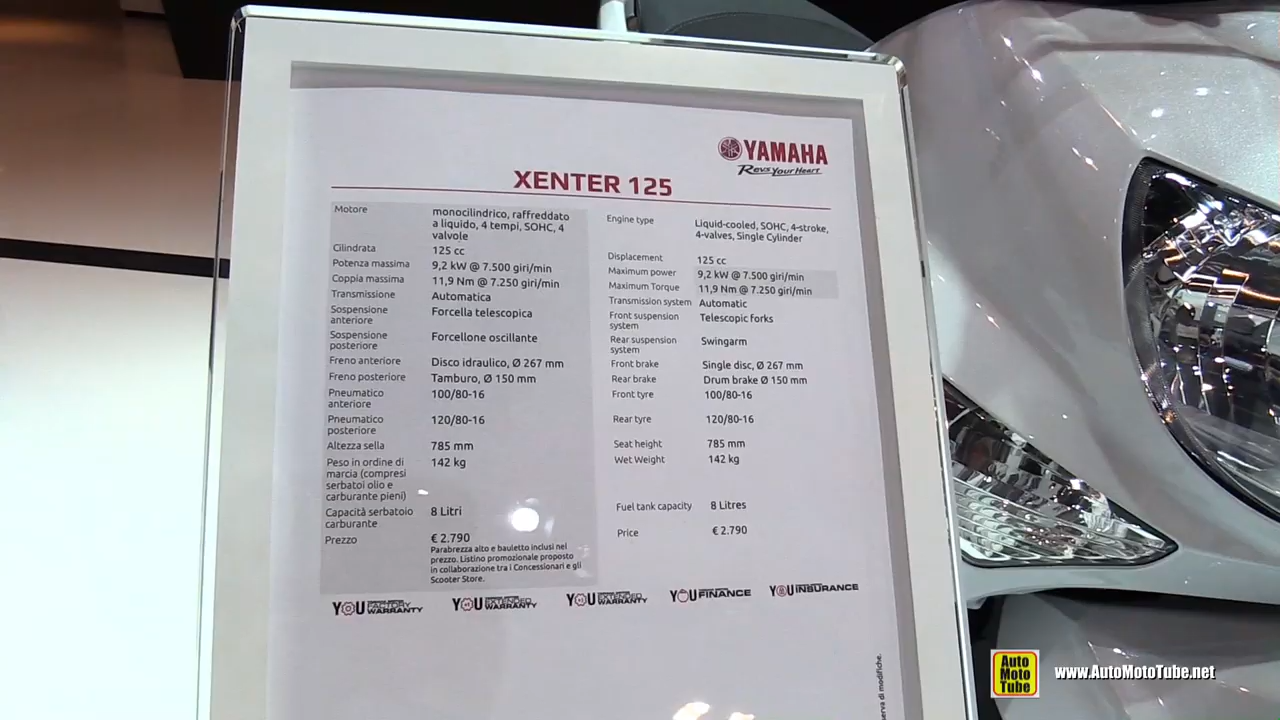 YAMAHA
Revs Your Heart
XENTER 125
Motore
monocilindrico, raffreddato
a liquido, 4 tempi, SOHC, 4
valvole
Cilindrata
125 cc
Potenza massima
9,2 kW @ 7.500 giri/min
Coppia massima
11,9 Nm @ 7.250 giri/min
Transmissione
Automatica
Sospensione
anteriore
Forcella telescopica
Sospensione
posteriore
Forcellone oscillante
Freno anteriore
Disco idraulico, Ø 267 mm
Freno posteriore
Tamburo, Ø 150 mm
Pneumatico
anteriore
100/80-16
Pneumatico
posteriore
120/80-16
Altezza sella
785 mm
Peso in ordine di
marcia (compresi
serbatoi olio e
carburante pieni)
142 kg
Capacità serbatoio
carburante
8 Litri
Prezzo
€ 2.790
Parabrezza alto e bauletto inclusi nel
prezzo. Listino promozionale proposto
in collaborazione tra i Concessionari e gli
Scooter Store.
Engine type
Liquid-cooled, SOHC, 4-stroke,
4-valves, Single Cylinder
Displacement
125 cc
Maximum power
9,2 kW @ 7.500 giri/min
Maximum Torque
11,9 Nm @ 7.250 giri/min
Transmission system
Automatic
Front suspension
system
Telescopic forks
Rear suspension
system
Swingarm
Front brake
Single disc, Ø 267 mm
Rear brake
Drum brake Ø 150 mm
Front tyre
100/80-16
Rear tyre
120/80-16
Seat height
785 mm
Wet Weight
142 kg
Fuel tank capacity
8 Litres
Price
€ 2.790
YOU FACTORY WARRANTY
YOU WARRANTY
YOU WARRANTY
YOU FINANCE
YOU INSURANCE
di modifiche.
Auto
Moto
Tube
www.AutoMotoTube.net